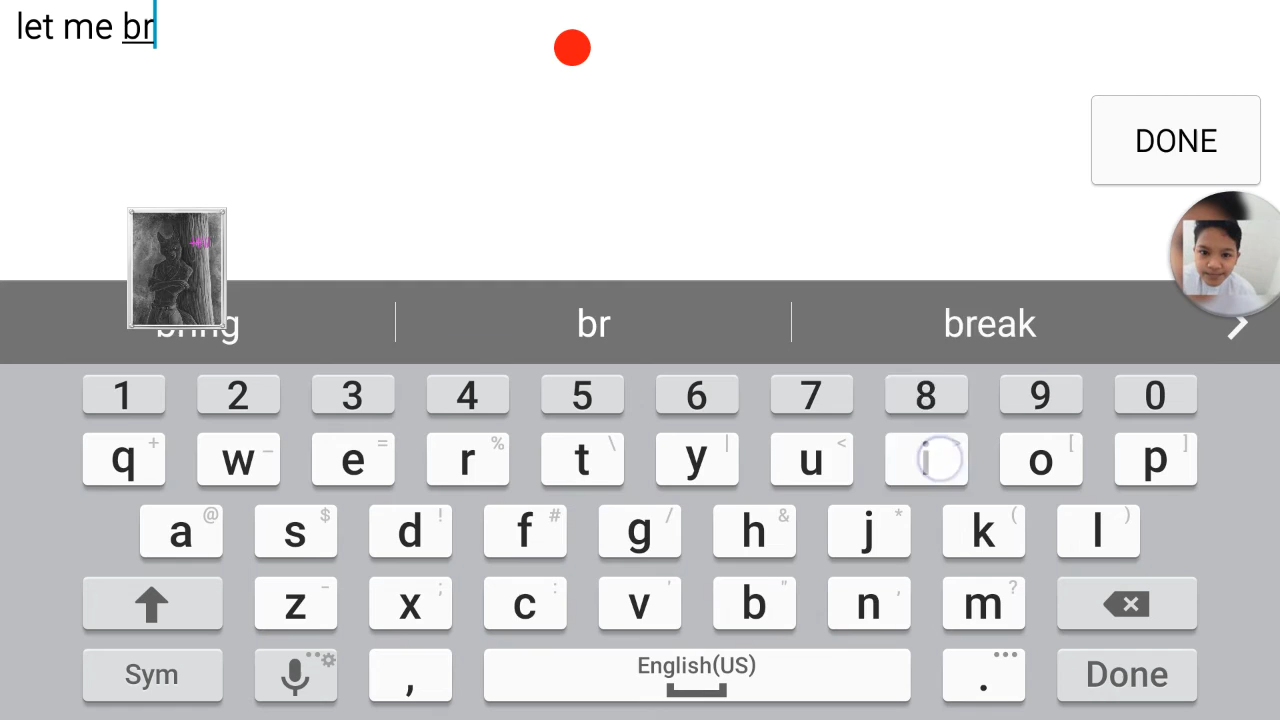 let me br
DONE
bring br break
1 2 3 4 5 6 7 8 9 0
q + w - e = r % t \ y | u < i > o [ p ]
a @ s $ d ! f # g / h & j * k ( l )
z - x ; c : v ' b " n , m ?
Sym , English(US) . Done